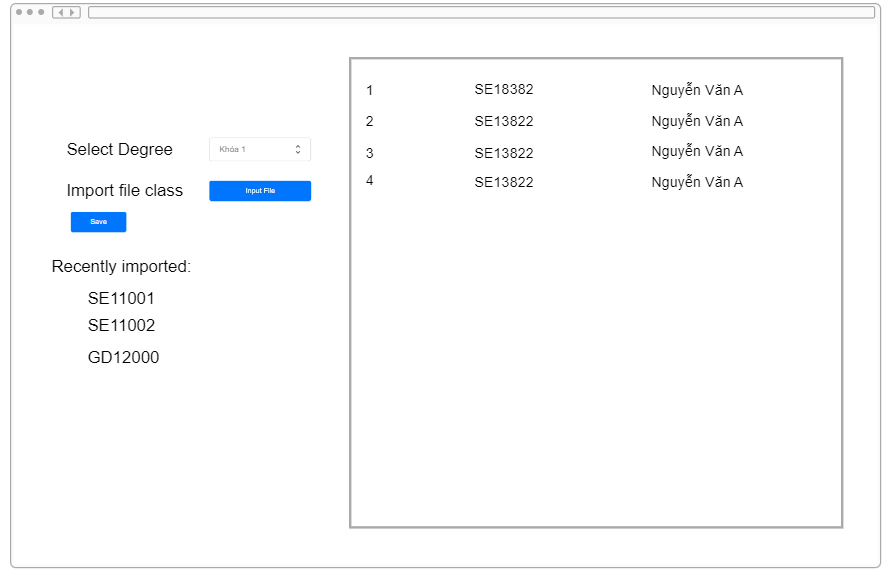 Select Degree
Khóa 1
Import file class
Input File
Save
Recently imported:
SE11001
SE11002
GD12000
1 SE18382 Nguyễn Văn A
2 SE13822 Nguyễn Văn A
3 SE13822 Nguyễn Văn A
4 SE13822 Nguyễn Văn A